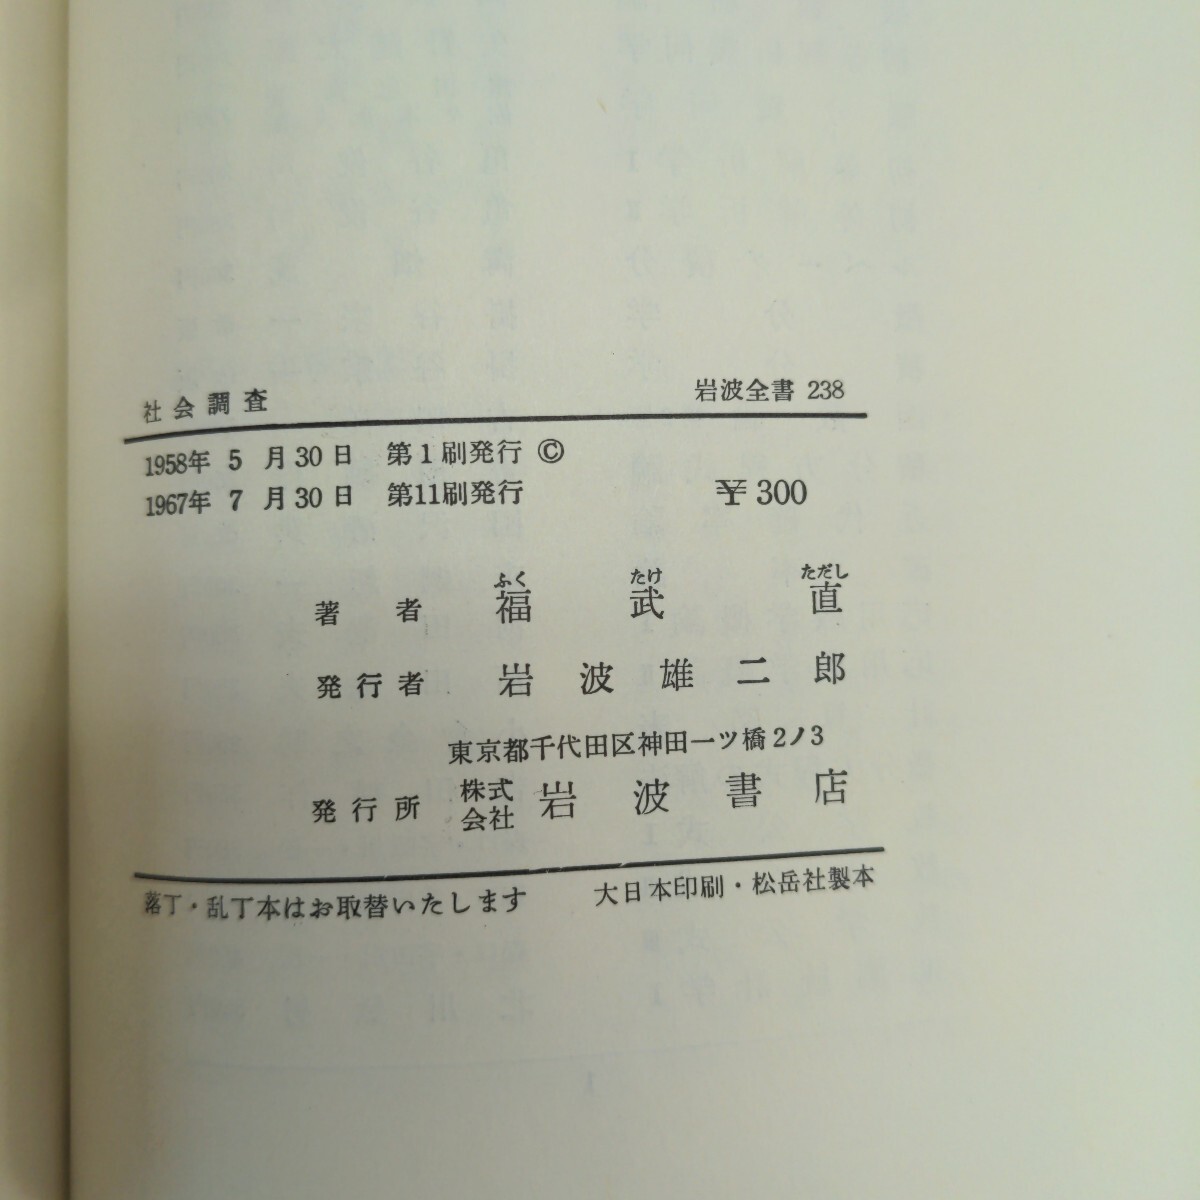 社会調査 岩波全書 238
1958年 5 月30日 第1刷発行 ©
1967年 7 月30日 第11刷発行 ¥300
ふく たけ ただし
著者 福武直
発行者 岩波雄二郎
東京都千代田区神田一ツ橋2ノ3
発行所 株式会社 岩波書店
落丁・乱丁本はお取替いたします 大日本印刷・松岳社製本